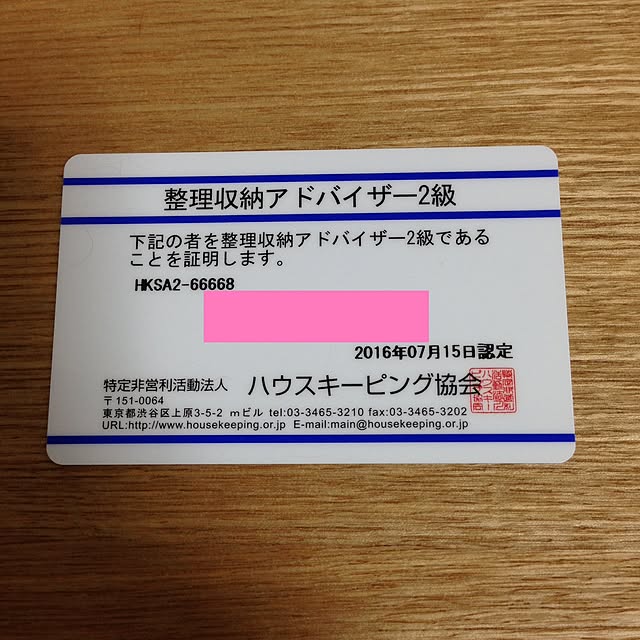 整理収納アドバイザー2級
下記の者を整理収納アドバイザー2級である
ことを証明します。
HKSA2-66668
2016年07月15日認定
特定非営利活動法人 ハウスキーピング協会
〒151-0064
東京都渋谷区上原3-5-2 mビル tel:03-3465-3210 fax:03-3465-3202
URL:http://www.housekeeping.or.jp E-mail:main@housekeeping.or.jp